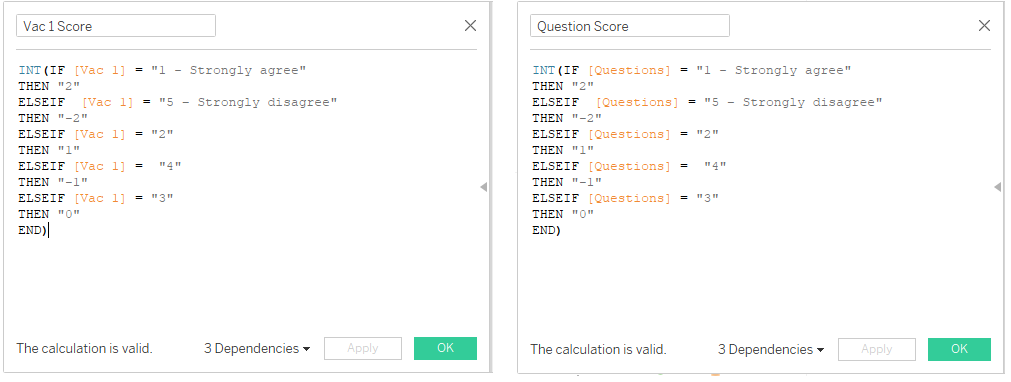 Vac 1 Score
INT(IF [Vac 1] = "1 - Strongly agree"
THEN "2"
ELSEIF  [Vac 1] = "5 - Strongly disagree"
THEN "-2"
ELSEIF [Vac 1] = "2"
THEN "1"
ELSEIF [Vac 1] =  "4"
THEN "-1"
ELSEIF [Vac 1] = "3"
THEN "0"
END)
The calculation is valid.
3 Dependencies
Apply
OK
Question Score
INT(IF [Questions] = "1 - Strongly agree"
THEN "2"
ELSEIF  [Questions] = "5 - Strongly disagree"
THEN "-2"
ELSEIF [Questions] = "2"
THEN "1"
ELSEIF [Questions] =  "4"
THEN "-1"
ELSEIF [Questions] = "3"
THEN "0"
END)
The calculation is valid.
3 Dependencies
Apply
OK